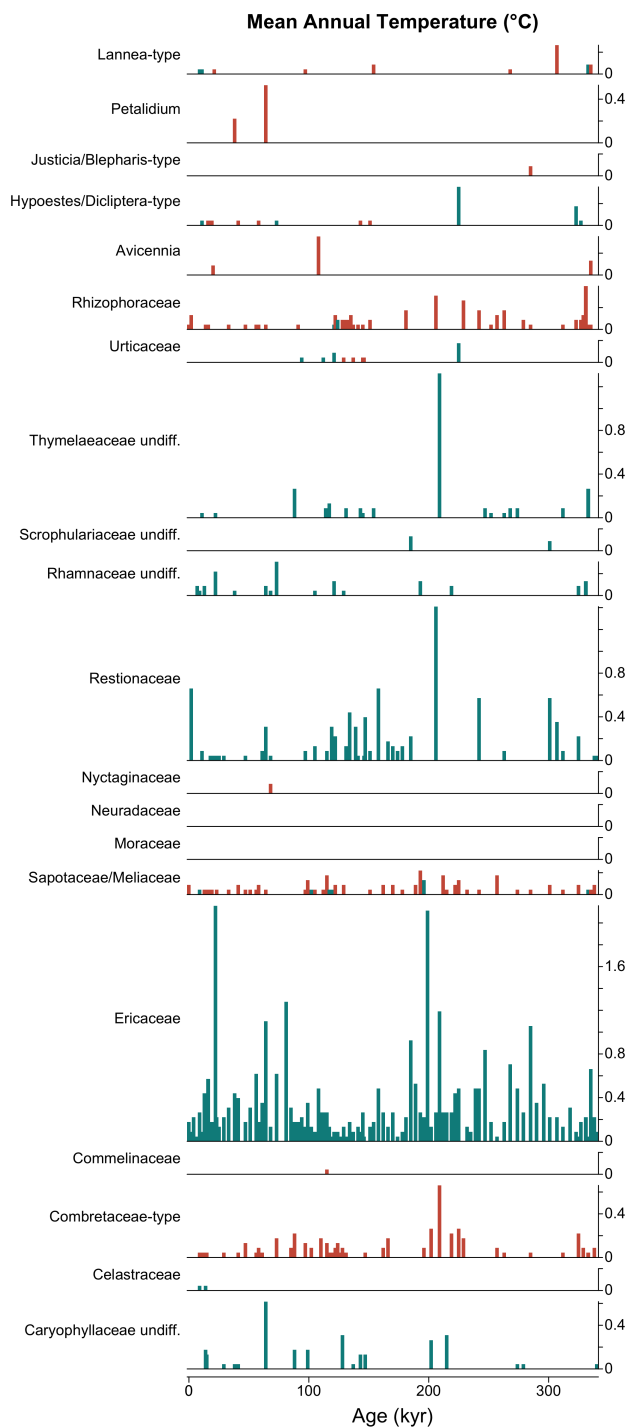 Mean Annual Temperature (°C)
Lannea-type
0
0.4
Petalidium
0
Justicia/Blepharis-type
0
Hypoestes/Dicliptera-type
0
Avicennia
0
Rhizophoraceae
0
Urticaceae
0
0.8
Thymelaeaceae undiff.
0.4
0
Scrophulariaceae undiff.
0
Rhamnaceae undiff.
0
Restionaceae
0.8
0.4
0
Nyctaginaceae
0
Neuradaceae
0
Moraceae
0
Sapotaceae/Meliaceae
0
1.6
Ericaceae
0.8
0.4
0
Commelinaceae
0
Combretaceae-type
0.4
0
Celastraceae
0
Caryophyllaceae undiff.
0.4
0
0 100 200 300
Age (kyr)